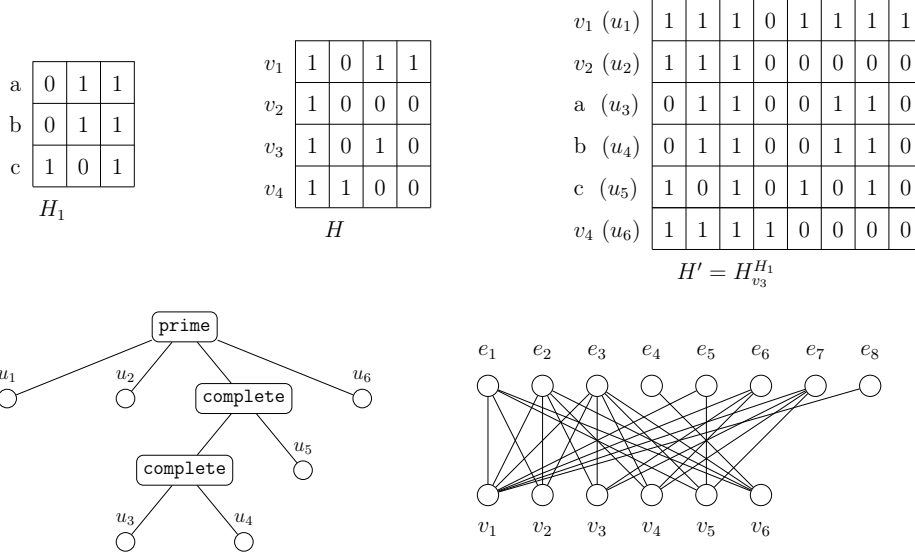 a 0 1 1
b 0 1 1
c 1 0 1
H₁
v₁ 1 0 1 1
v₂ 1 0 0 0
v₃ 1 0 1 0
v₄ 1 1 0 0
H
v₁ (u₁) 1 1 1 0 1 1 1 1
v₂ (u₂) 1 1 1 0 0 0 0 0
a (u₃) 0 1 1 0 0 1 1 0
b (u₄) 0 1 1 0 0 1 1 0
c (u₅) 1 0 1 0 1 0 1 0
v₄ (u₆) 1 1 1 1 0 0 0 0
H' = H_{v₃}^{H₁}
prime
u₁ u₂ u₆
complete
u₅
complete
u₃ u₄
e₁ e₂ e₃ e₄ e₅ e₆ e₇ e₈
v₁ v₂ v₃ v₄ v₅ v₆